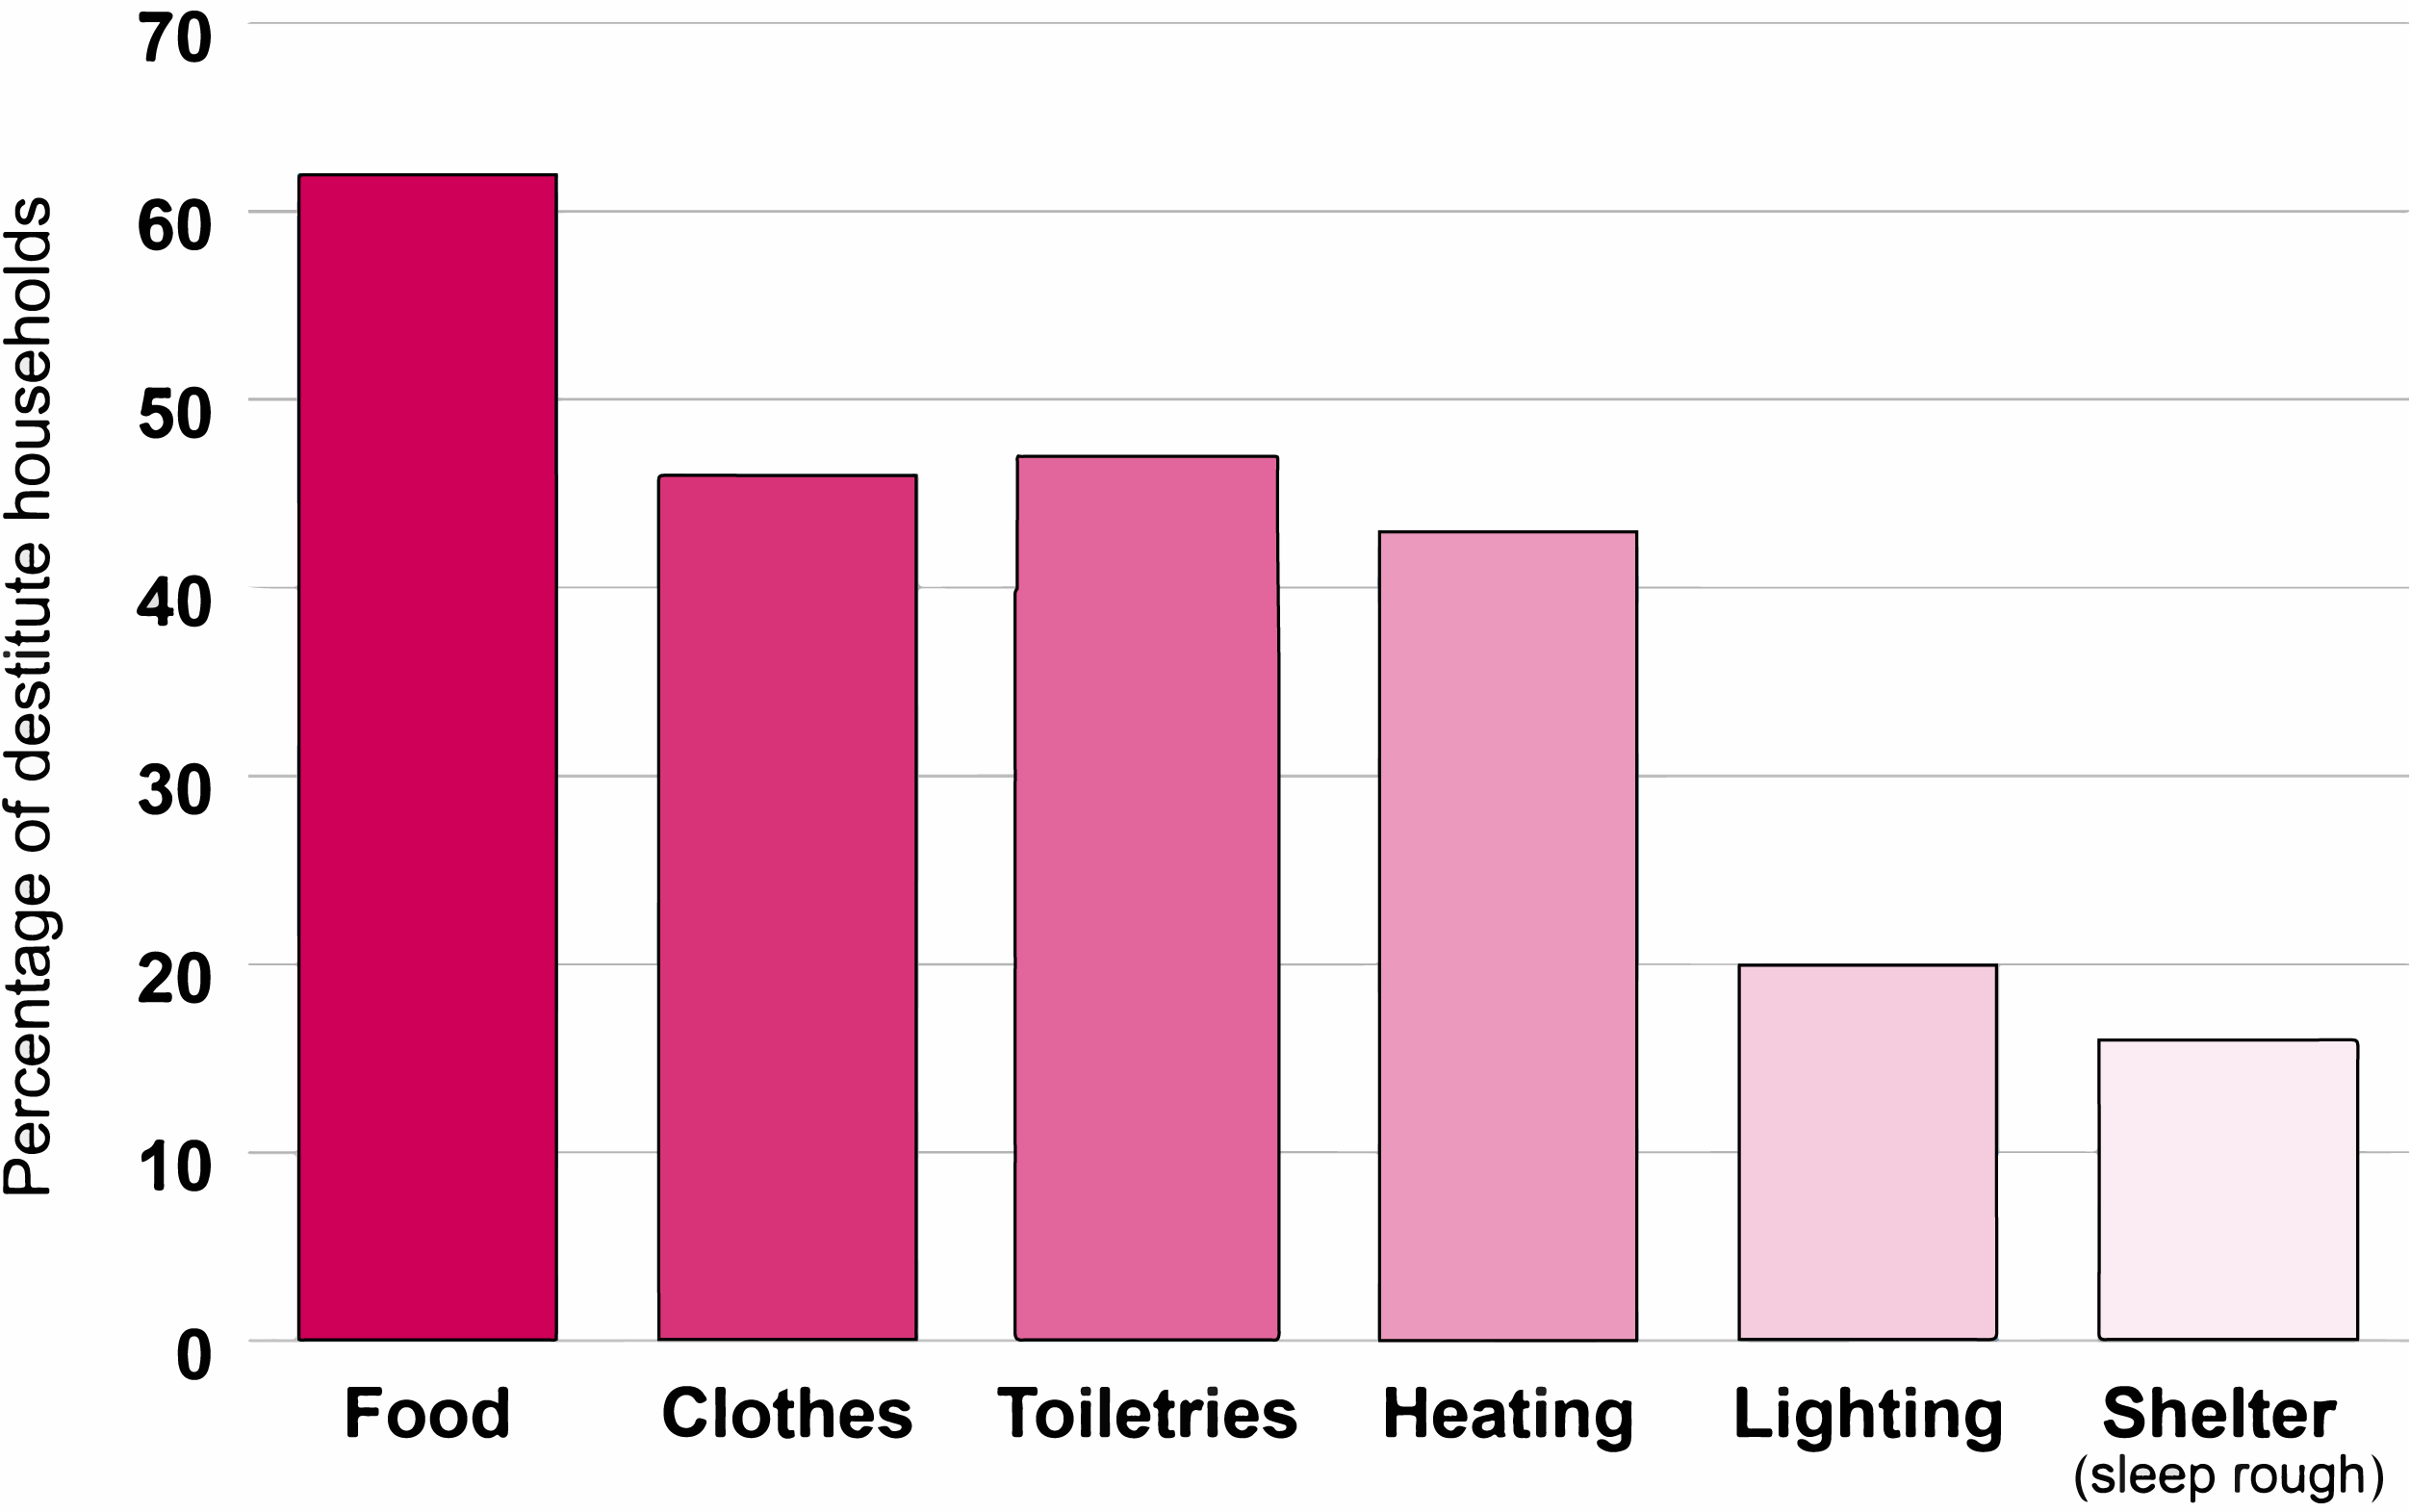 Percentage of destitute households
70
60
50
40
30
20
10
0
Food Clothes Toiletries Heating Lighting Shelter
(sleep rough)